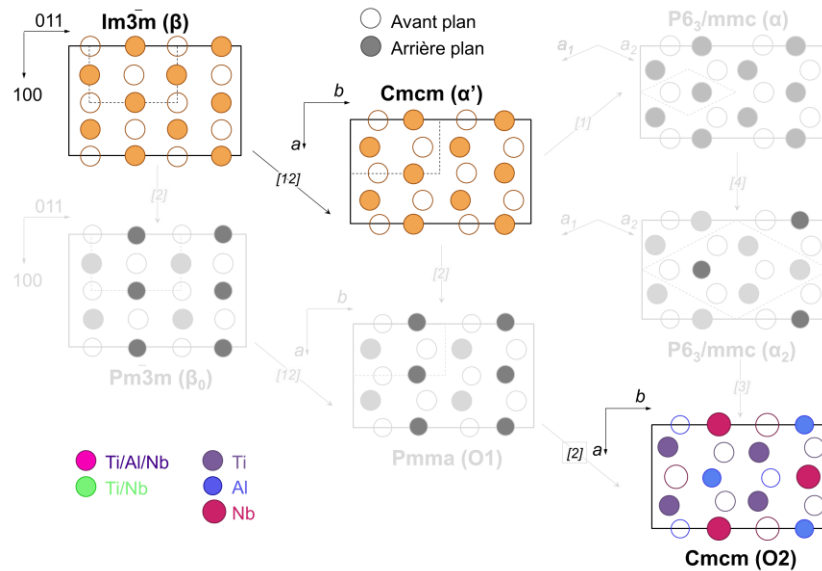 Im3̄m (β)
011
100
Avant plan
Arrière plan
P6₃/mmc (α)
a₁
a₂
Cmcm (α')
b
a
[12]
[1]
[2]
[4]
011
100
Pm3̄m (β₀)
[12]
[2]
b
a
Pmma (O1)
a₁
a₂
P6₃/mmc (α₂)
[3]
[2]
b
a
Cmcm (O2)
Ti/Al/Nb
Ti/Nb
Ti
Al
Nb